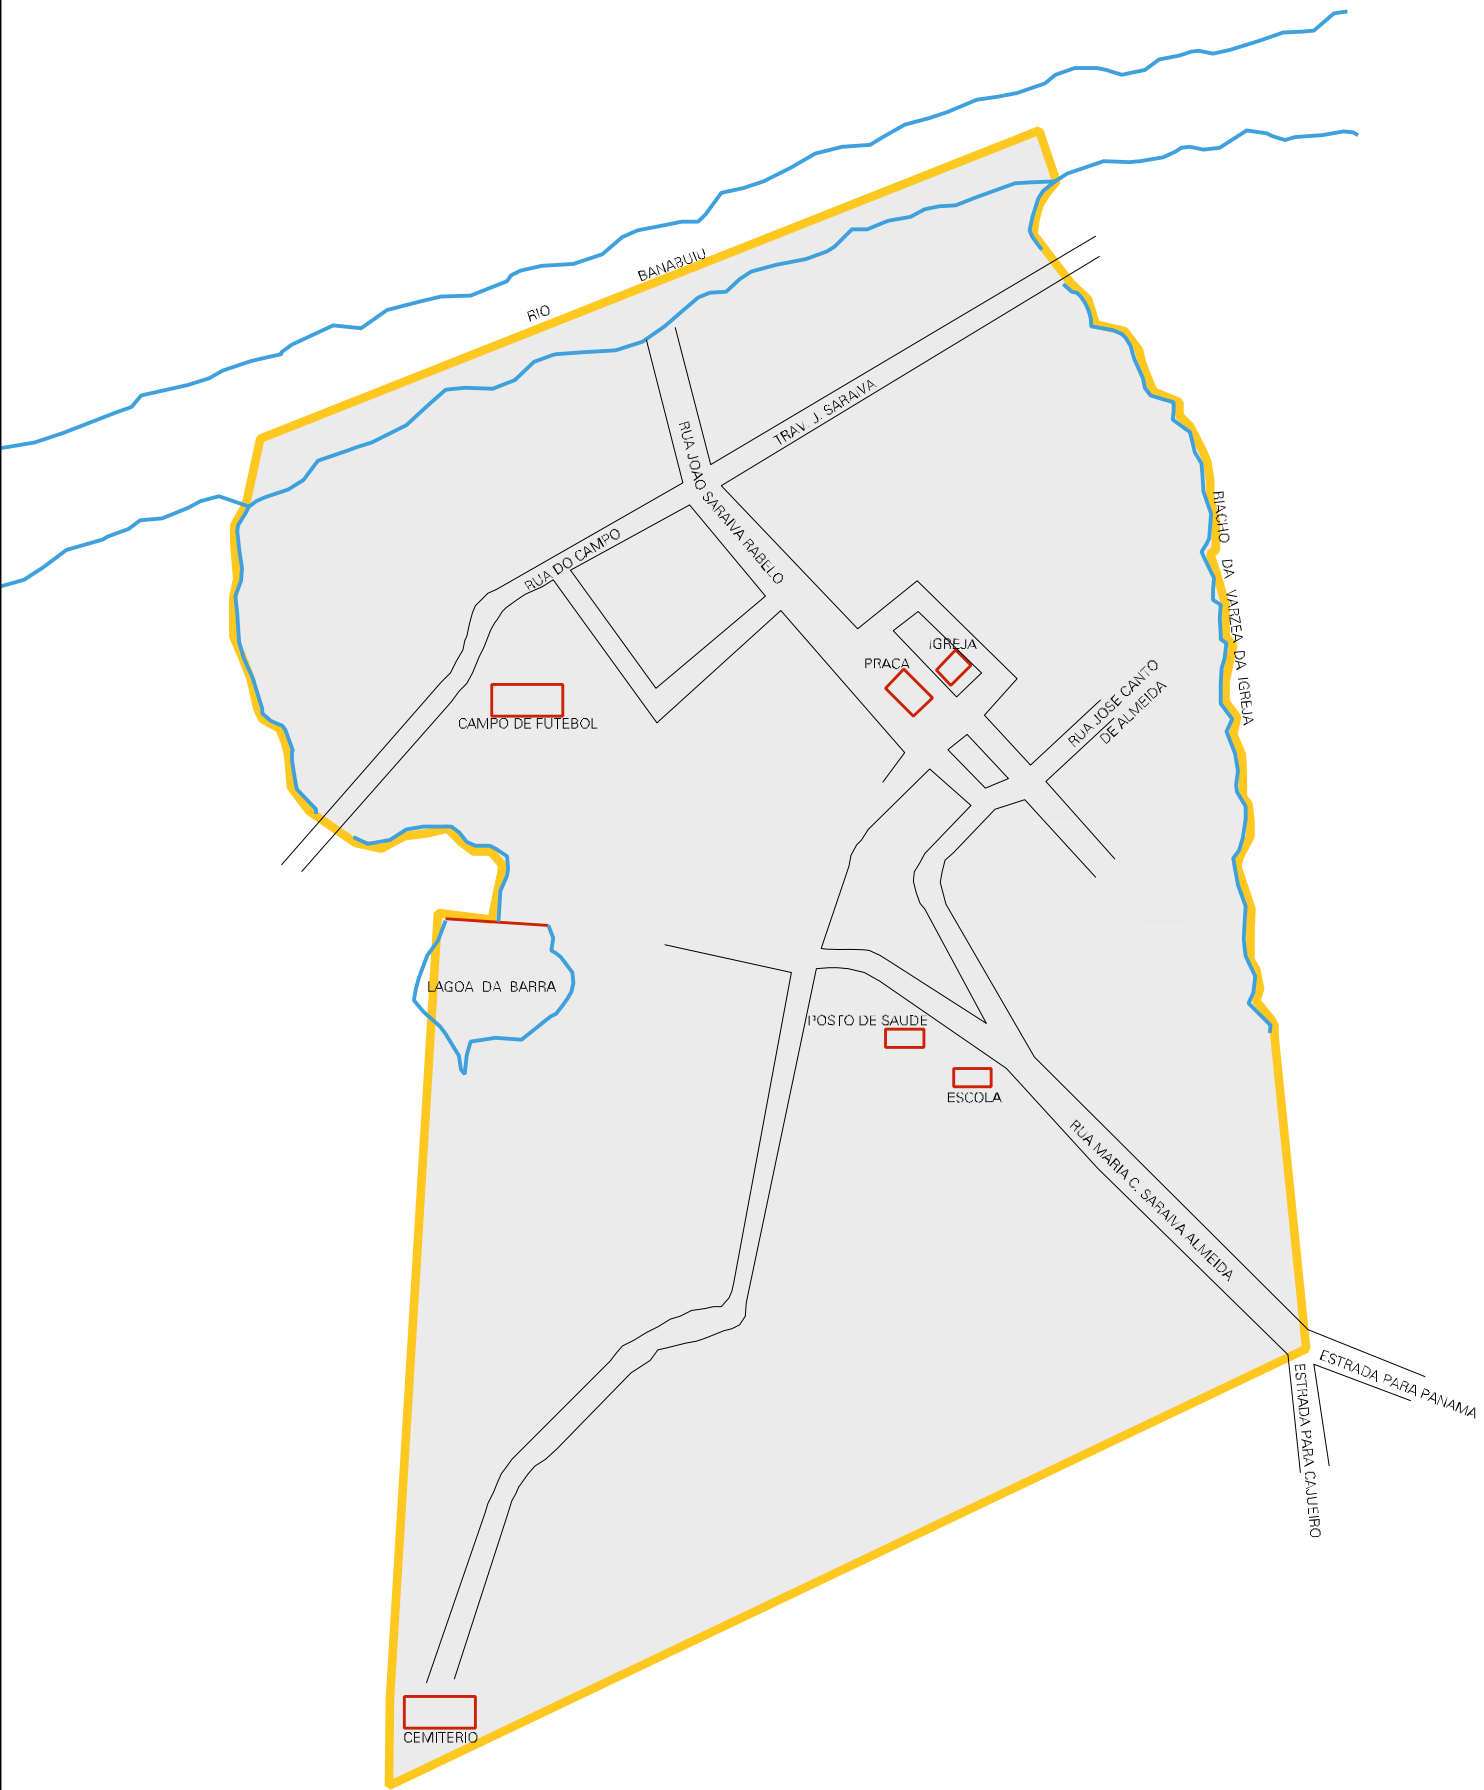 BANABUIU
RIO
TRAV. J. SARAIVA
RUA JOAO SARAIVA RABELO
RUA DO CAMPO
RIACHO DA VARZEA DA IGREJA
IGREJA
PRACA
RUA JOSE CANTO
DE ALMEIDA
CAMPO DE FUTEBOL
LAGOA DA BARRA
POSTO DE SAUDE
ESCOLA
RUA MARIA C. SARAIVA ALMEIDA
ESTRADA PARA PANAMA
ESTRADA PARA CAJUEIRO
CEMITERIO